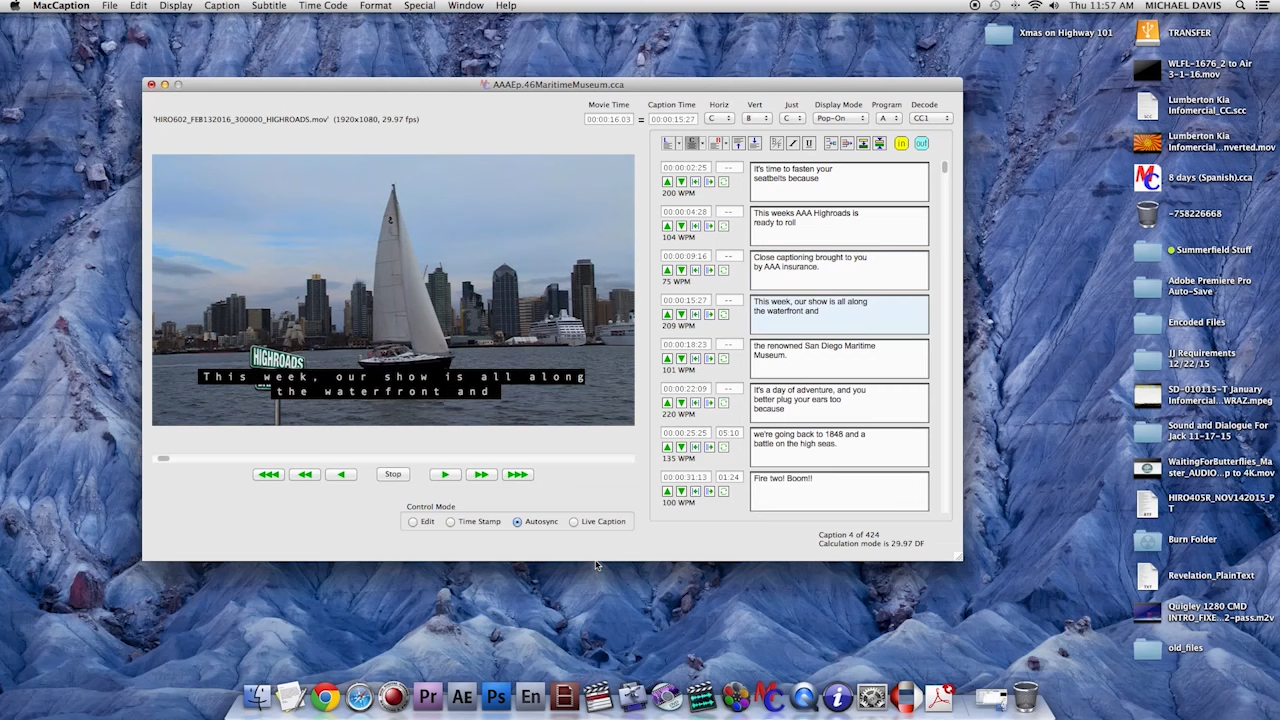 MacCaption File Edit Display Caption Subtitle Time Code Format Special Window Help
Thu 11:57 AM MICHAEL DAVIS
AAAEp.46MaritimeMuseum.cca
'HIRO602_FEB132016_300000_HIGHROADS.mov' (1920x1080, 29.97 fps)
Movie Time Caption Time Horiz Vert Just Display Mode Program Decode
00:00:16.03 = 00:00:15:27 C B C Pop-On A CC1
in out
HIGHROADS
This week, our show is all along
the waterfront and
Stop
Control Mode
Edit Time Stamp Autosync Live Caption
00:00:02:25 --
200 WPM
It's time to fasten your
seatbelts because
00:00:04:28 --
104 WPM
This weeks AAA Highroads is
ready to roll
00:00:09:16 --
75 WPM
Close captioning brought to you
by AAA insurance.
00:00:15:27 --
209 WPM
This week, our show is all along
the waterfront and
00:00:18:23 --
101 WPM
the renowned San Diego Maritime
Museum.
00:00:22:09 --
220 WPM
It's a day of adventure, and you
better plug your ears too
because
00:00:25:25 05:10
135 WPM
we're going back to 1848 and a
battle on the high seas.
00:00:31:13 01:24
100 WPM
Fire two! Boom!!
Caption 4 of 424
Calculation mode is 29.97 DF
Xmas on Highway 101
TRANSFER
WLFL-1676_2 to Air
3-1-16.mov
Lumberton Kia
Infomercial_CC.scc
Lumberton Kia
Infomercial...nverted.mov
8 days (Spanish).cca
-758226668
Summerfield Stuff
Adobe Premiere Pro
Auto-Save
Encoded Files
JJ Requirements
12/22/15
SD-010115-T January
Infomercial...WRAZ.mpeg
Sound and Dialogue For
Jack 11-17-15
WaitingForButterflies_Ma
ster_AUDIO...p to 4K.mov
HIRO405R_NOV142015_P
T
Burn Folder
Revelation_PlainText
Quigley 1280 CMD
INTRO_FIXE...2-pass.m2v
old_files
Pr AE Ps En